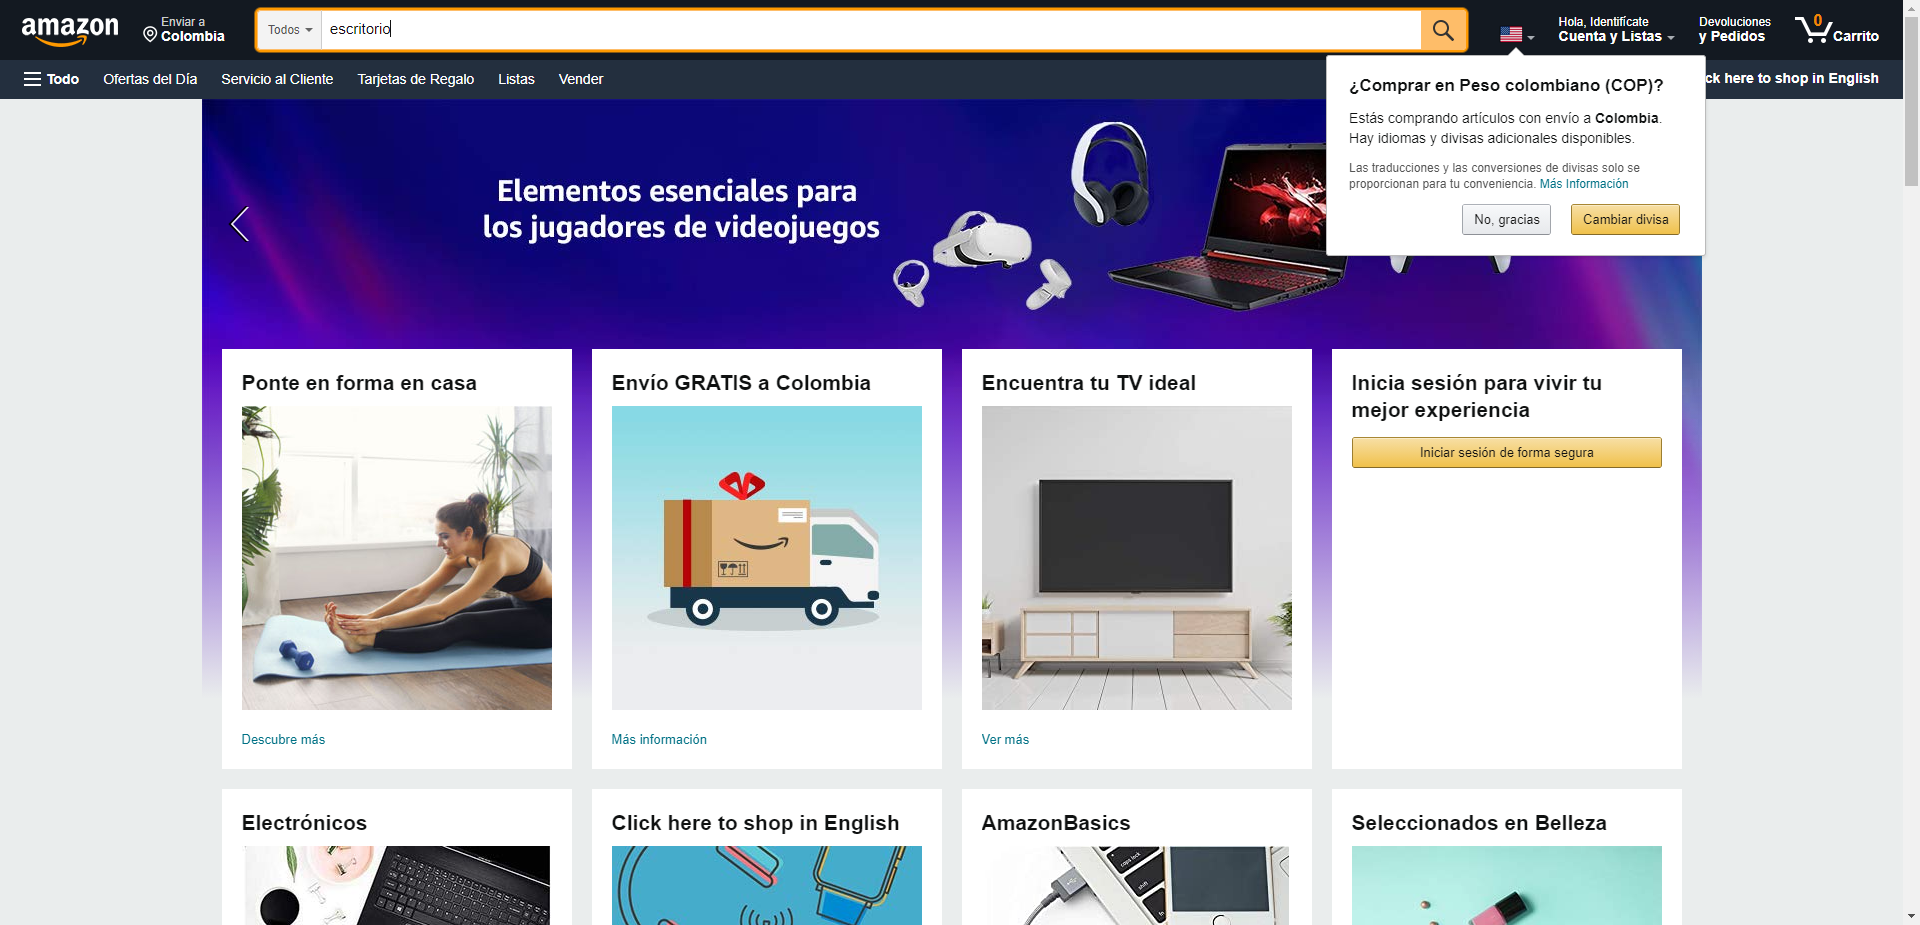 amazon
Enviar a
Colombia
Todos
escritorio
Hola, Identifícate
Cuenta y Listas
Devoluciones
y Pedidos
0
Carrito
Todo
Ofertas del Día
Servicio al Cliente
Tarjetas de Regalo
Listas
Vender
ck here to shop in English
¿Comprar en Peso colombiano (COP)?
Estás comprando artículos con envío a Colombia.
Hay idiomas y divisas adicionales disponibles.
Las traducciones y las conversiones de divisas solo se
proporcionan para tu conveniencia. Más Información
No, gracias
Cambiar divisa
Elementos esenciales para
los jugadores de videojuegos
Ponte en forma en casa
Descubre más
Envío GRATIS a Colombia
Más información
Encuentra tu TV ideal
Ver más
Inicia sesión para vivir tu
mejor experiencia
Iniciar sesión de forma segura
Electrónicos
Click here to shop in English
AmazonBasics
caps lock
shift
fn
Seleccionados en Belleza